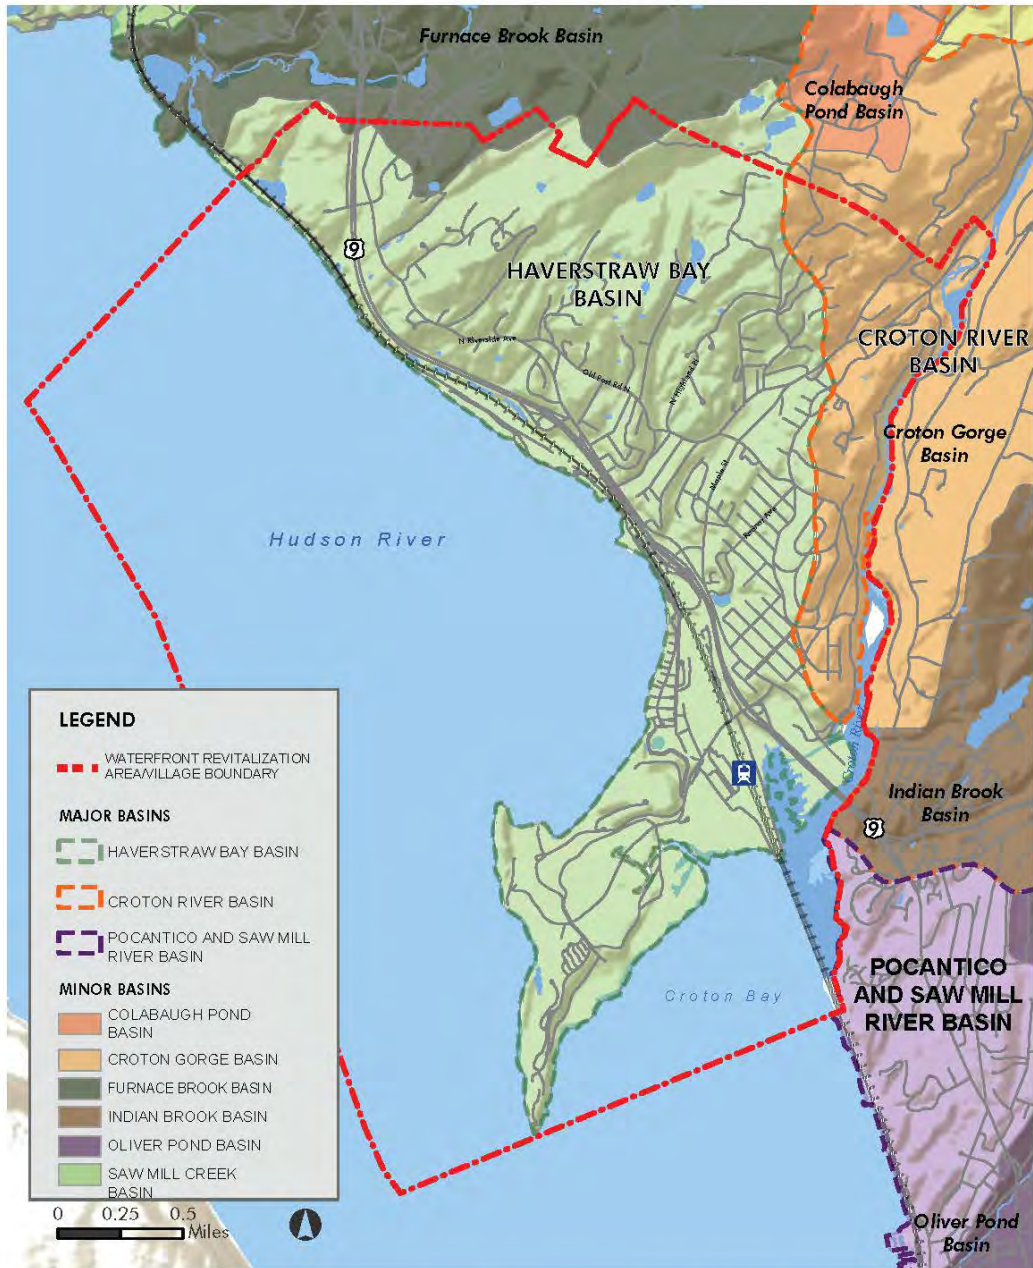 Furnace Brook Basin
Colabaugh
Pond Basin
9
HAVERSTRAW BAY
BASIN
N Riverside Ave
Old Post Rd N
N Highland Pl
CROTON RIVER
BASIN
Croton Gorge
Basin
Maple St
Radnor Ave
Hudson River
Croton River
Indian Brook
Basin
9
Croton Bay
POCANTICO
AND SAW MILL
RIVER BASIN
Oliver Pond
Basin
LEGEND
WATERFRONT REVITALIZATION
AREA/VILLAGE BOUNDARY
MAJOR BASINS
HAVERSTRAW BAY BASIN
CROTON RIVER BASIN
POCANTICO AND SAW MILL
RIVER BASIN
MINOR BASINS
COLABAUGH POND
BASIN
CROTON GORGE BASIN
FURNACE BROOK BASIN
INDIAN BROOK BASIN
OLIVER POND BASIN
SAW MILL CREEK
BASIN
0 0.25 0.5
Miles